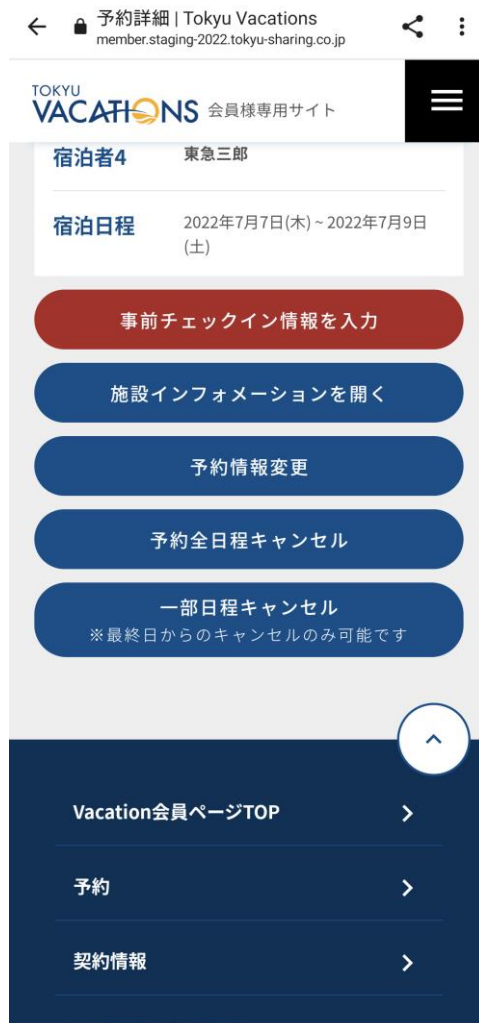 予約詳細 | Tokyu Vacations
member.staging-2022.tokyu-sharing.co.jp
TOKYU
VACATIONS 会員様専用サイト
宿泊者4 東急三郎
宿泊日程 2022年7月7日(木) ~ 2022年7月9日
(土)
事前チェックイン情報を入力
施設インフォメーションを開く
予約情報変更
予約全日程キャンセル
一部日程キャンセル
※最終日からのキャンセルのみ可能です
Vacation会員ページTOP
予約
契約情報